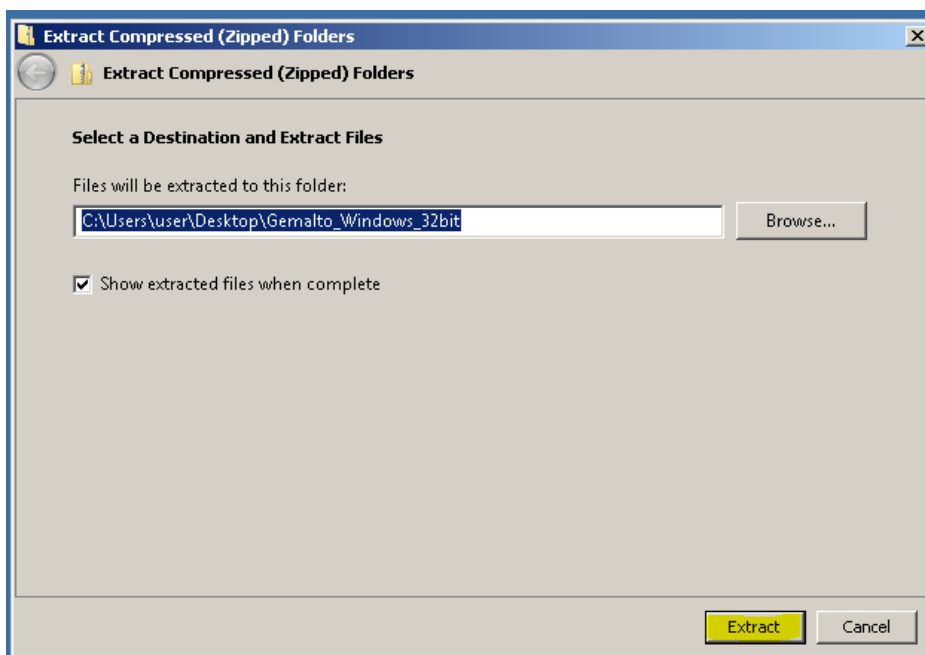 Extract Compressed (Zipped) Folders
Extract Compressed (Zipped) Folders
Select a Destination and Extract Files
Files will be extracted to this folder:
C:\Users\user\Desktop\Gemalto_Windows_32bit
Browse...
Show extracted files when complete
Extract
Cancel